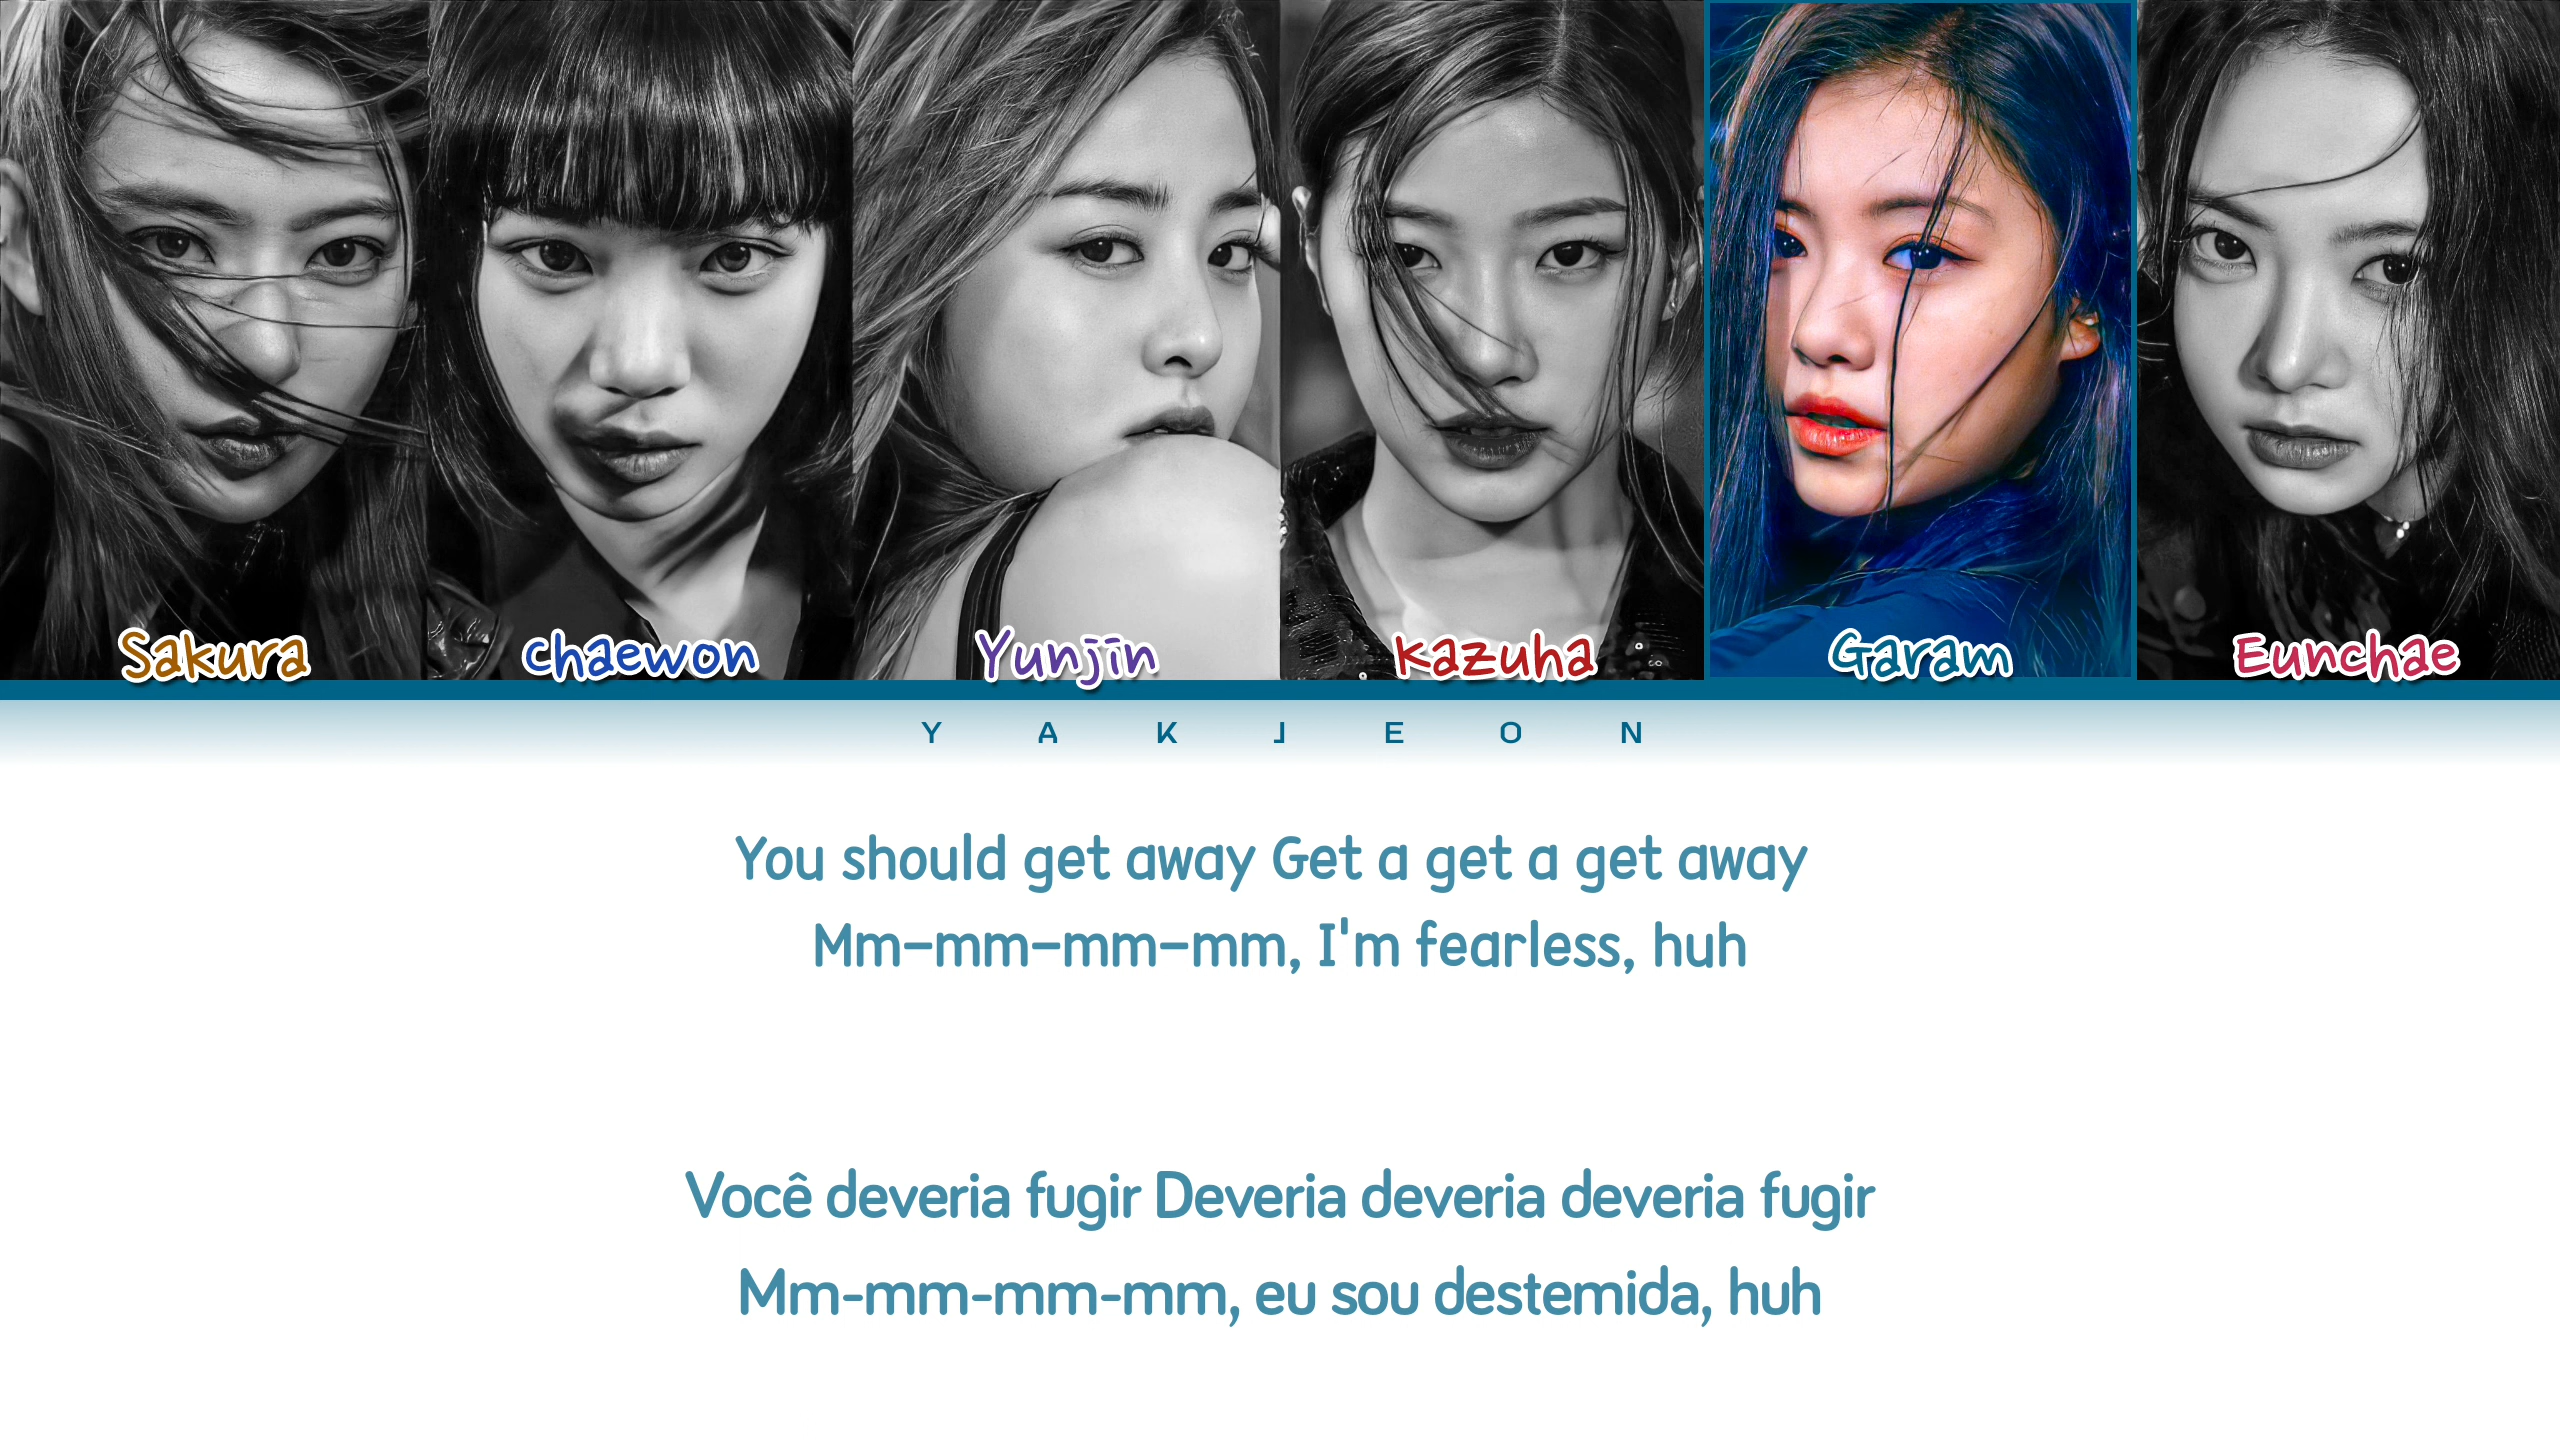 Sakura
chaewon
Yunjin
Kazuha
Garam
Eunchae
YAKJEON
You should get away Get a get a get away
Mm-mm-mm-mm, I'm fearless, huh
Você deveria fugir Deveria deveria deveria fugir
Mm-mm-mm-mm, eu sou destemida, huh